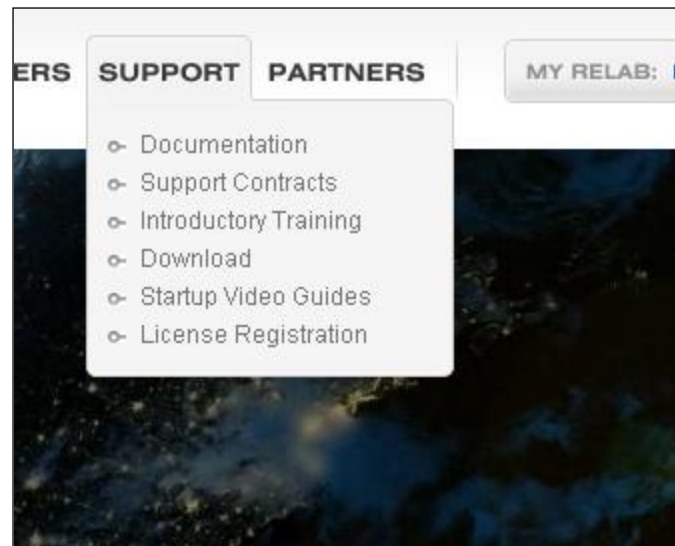 ERS SUPPORT PARTNERS MY RELAB:
Documentation
Support Contracts
Introductory Training
Download
Startup Video Guides
License Registration